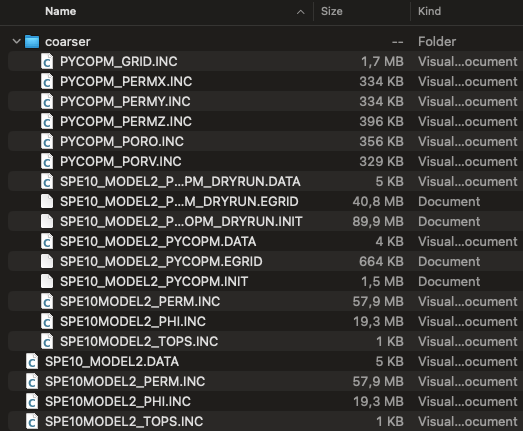 Name Size Kind
coarser -- Folder
PYCOPM_GRID.INC 1,7 MB Visual...ocument
PYCOPM_PERMX.INC 334 KB Visual...ocument
PYCOPM_PERMY.INC 334 KB Visual...ocument
PYCOPM_PERMZ.INC 396 KB Visual...ocument
PYCOPM_PORO.INC 356 KB Visual...ocument
PYCOPM_PORV.INC 329 KB Visual...ocument
SPE10_MODEL2_P...PM_DRYRUN.DATA 5 KB Visual...ocument
SPE10_MODEL2_P...M_DRYRUN.EGRID 40,8 MB Document
SPE10_MODEL2_P...OPM_DRYRUN.INIT 89,9 MB Document
SPE10_MODEL2_PYCOPM.DATA 4 KB Visual...ocument
SPE10_MODEL2_PYCOPM.EGRID 664 KB Document
SPE10_MODEL2_PYCOPM.INIT 1,5 MB Document
SPE10MODEL2_PERM.INC 57,9 MB Visual...ocument
SPE10MODEL2_PHI.INC 19,3 MB Visual...ocument
SPE10MODEL2_TOPS.INC 1 KB Visual...ocument
SPE10_MODEL2.DATA 5 KB Visual...ocument
SPE10MODEL2_PERM.INC 57,9 MB Visual...ocument
SPE10MODEL2_PHI.INC 19,3 MB Visual...ocument
SPE10MODEL2_TOPS.INC 1 KB Visual...ocument